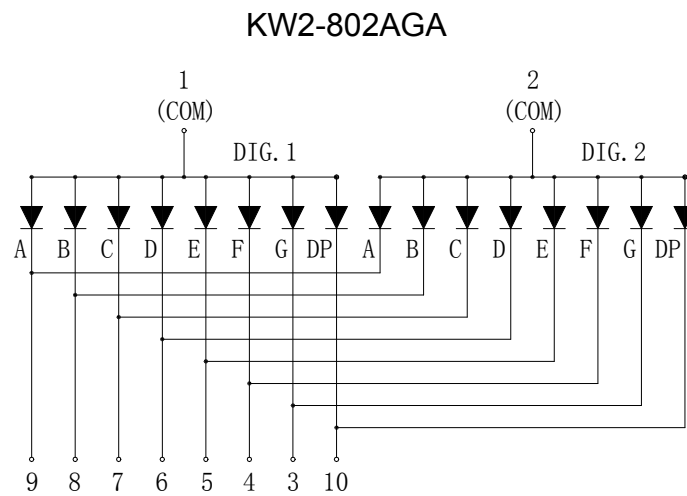 KW2-802AGA
1 2
(COM) (COM)
DIG.1 DIG.2
A B C D E F G DP A B C D E F G DP
9 8 7 6 5 4 3 10